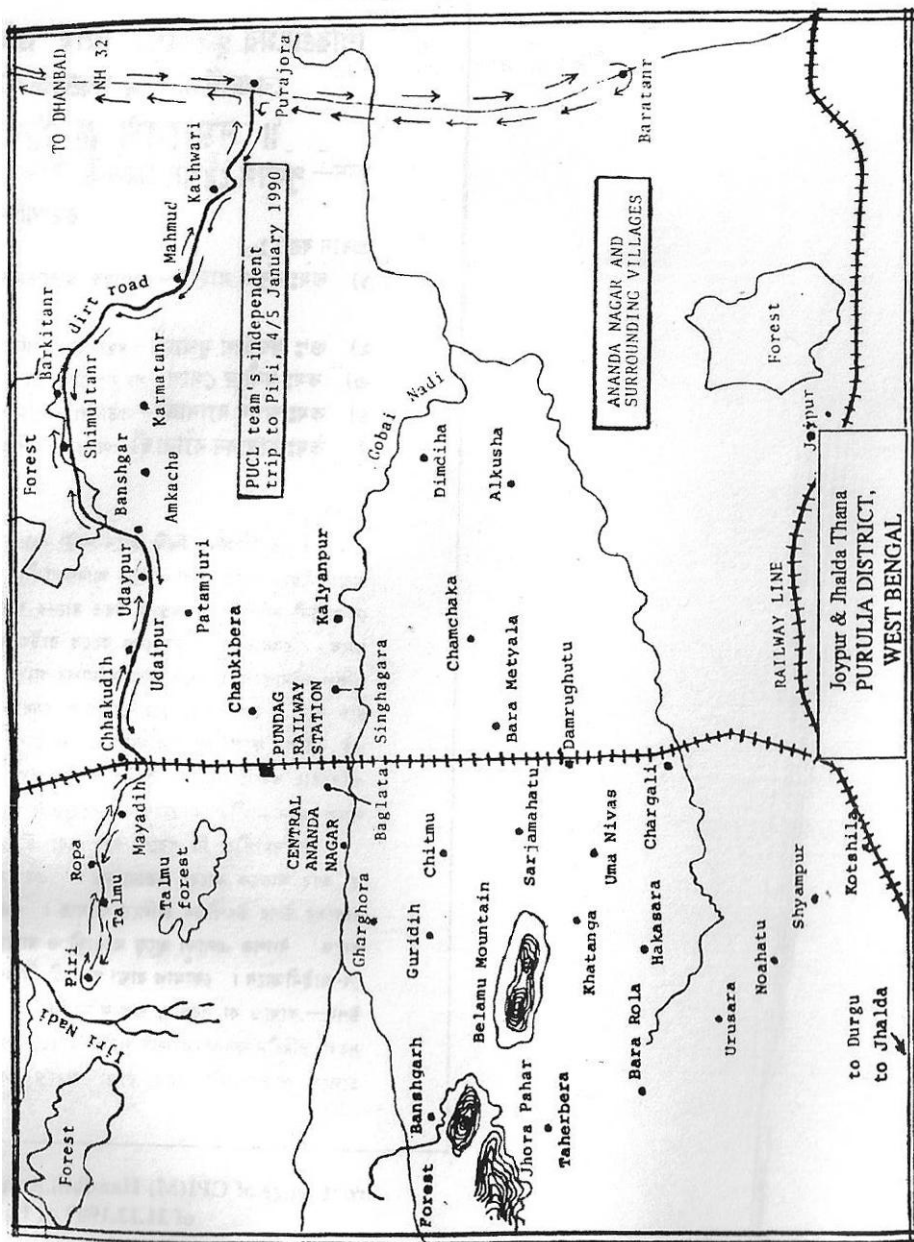 TO DHANBAD
NH 32
Purajora
Baratanr
Kathwari
Mahmud
dirt road
Barkitanr
Karmatanr
Shimultanr
Forest
Banshgar
Amkacha
Udaypur
Udaipur
Patamjuri
Chhakudih
Chaukibera
PUCL team's independent
trip to Piri 4/5 January 1990
ANANDA NAGAR AND
SURROUNDING VILLAGES
Forest
Gobai Nadi
Dimdiha
Alkusha
Kalyanpur
PUNDAG
RAILWAY
STATION
Singhagara
Chamchaka
Bara Metyala
Damrughutu
RAILWAY LINE
Joypur & Jhalda Thana
PURULIA DISTRICT,
WEST BENGAL
Mayadih
Ropa
Talmu
Talmu
forest
Piri
Nadi
Forest
CENTRAL
ANANDA
NAGAR
Baglata
Gharghora
Chitmu
Guridih
Sarjamahatu
Belamu Mountain
Uma Nivas
Chargali
Khatanga
Hakasara
Banshgarh
Forest
Jhora Pahar
Taherbera
Bara Rola
Urusara
Noahatu
Shyampur
Kotshila
to Durgu
to Jhalda